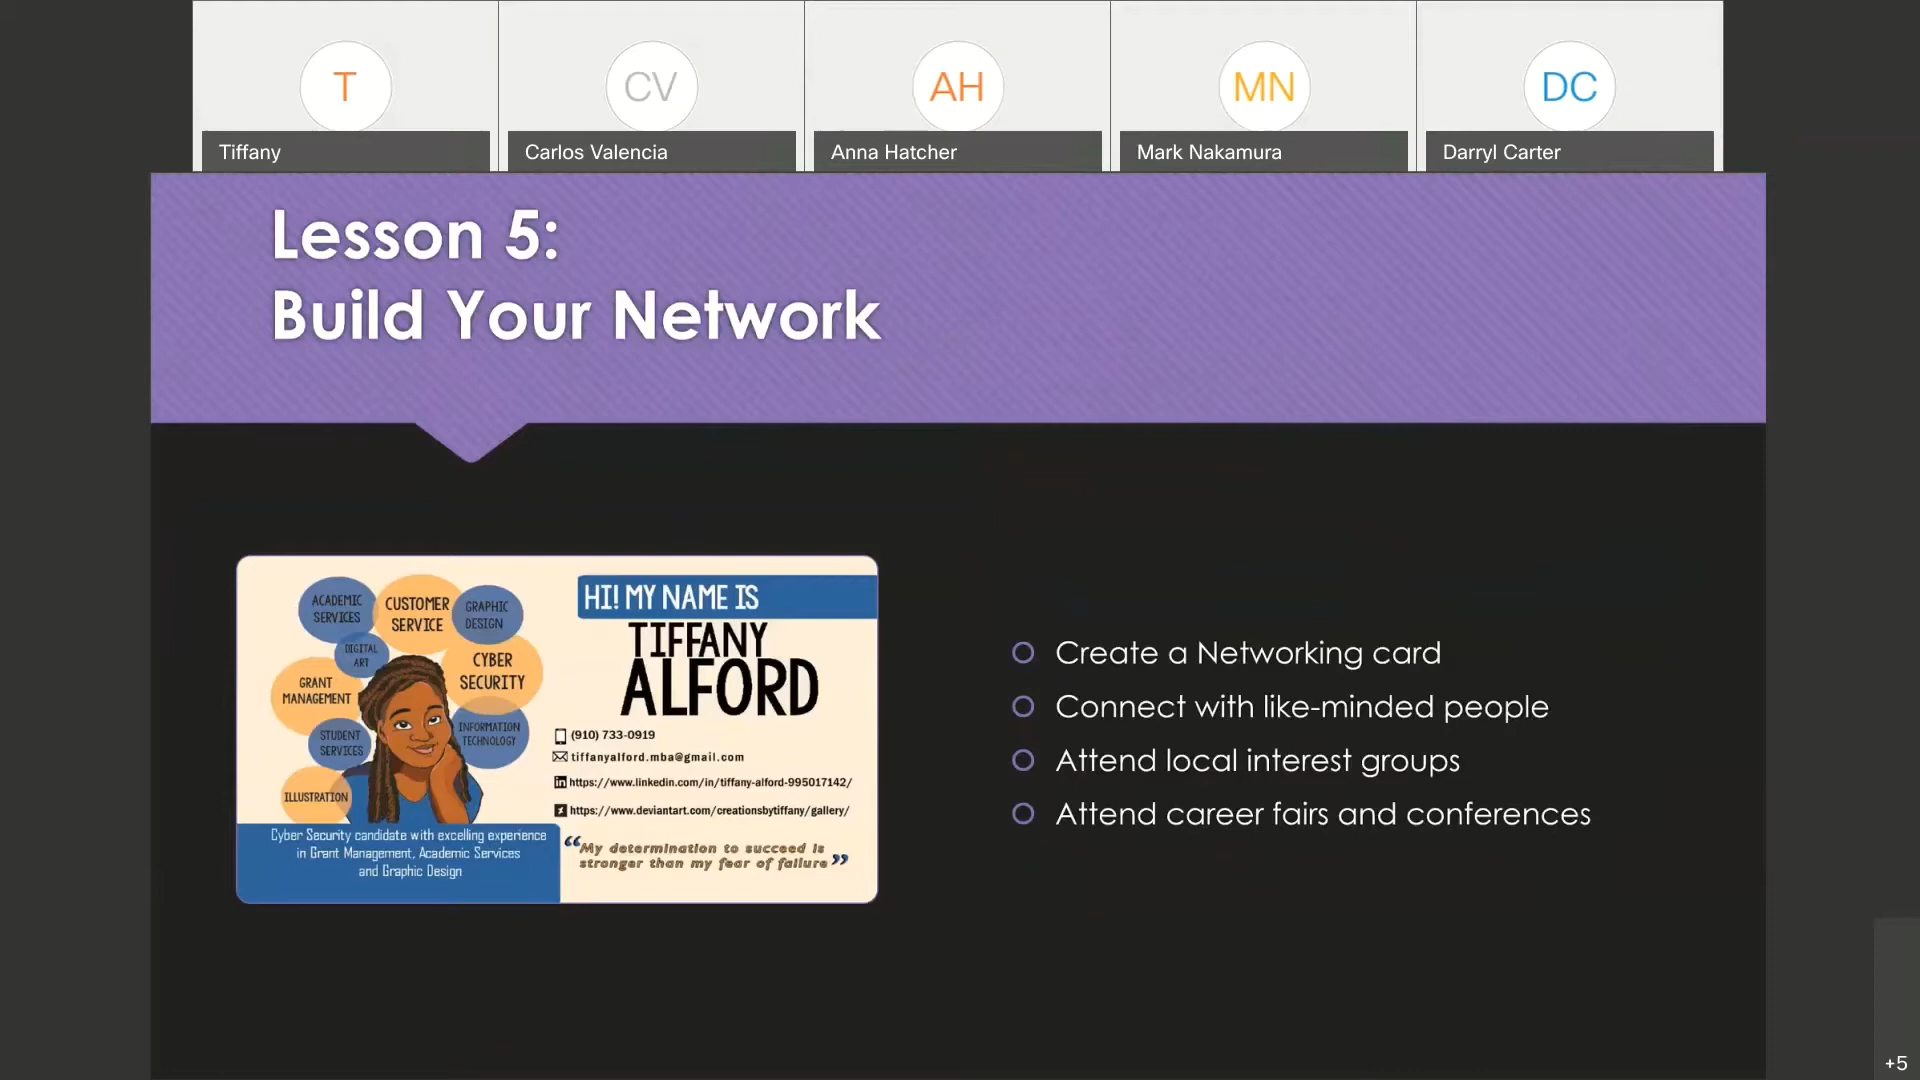 T
CV
AH
MN
DC
Tiffany
Carlos Valencia
Anna Hatcher
Mark Nakamura
Darryl Carter
Lesson 5:
Build Your Network
ACADEMIC
SERVICES
CUSTOMER
SERVICE
GRAPHIC
DESIGN
DIGITAL
ART
CYBER
SECURITY
GRANT
MANAGEMENT
STUDENT
SERVICES
INFORMATION
TECHNOLOGY
ILLUSTRATION
Cyber Security candidate with excelling experience
in Grant Management, Academic Services
and Graphic Design
HI! MY NAME IS
TIFFANY
ALFORD
(910) 733-0919
tiffanyalford.mba@gmail.com
in https://www.linkedin.com/in/tiffany-alford-995017142/
https://www.deviantart.com/creationsbytiffany/gallery/
“My determination to succeed is
stronger than my fear of failure”
Create a Networking card
Connect with like-minded people
Attend local interest groups
Attend career fairs and conferences
+5